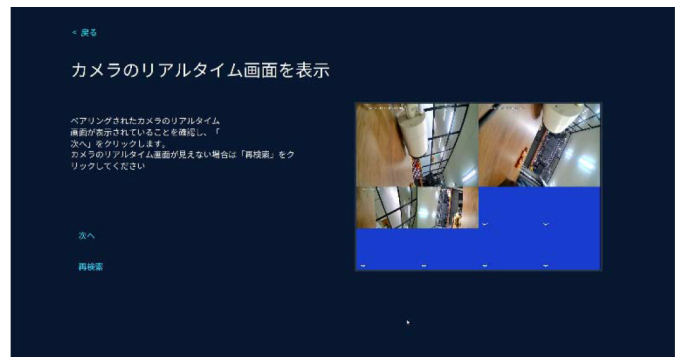 < 戻る
カメラのリアルタイム画面を表示
ペアリングされたカメラのリアルタイム
画面が表示されていることを確認し、「
次へ」をクリックします。
カメラのリアルタイム画面が見えない場合は「再検索」をク
リックしてください
次へ
再検索